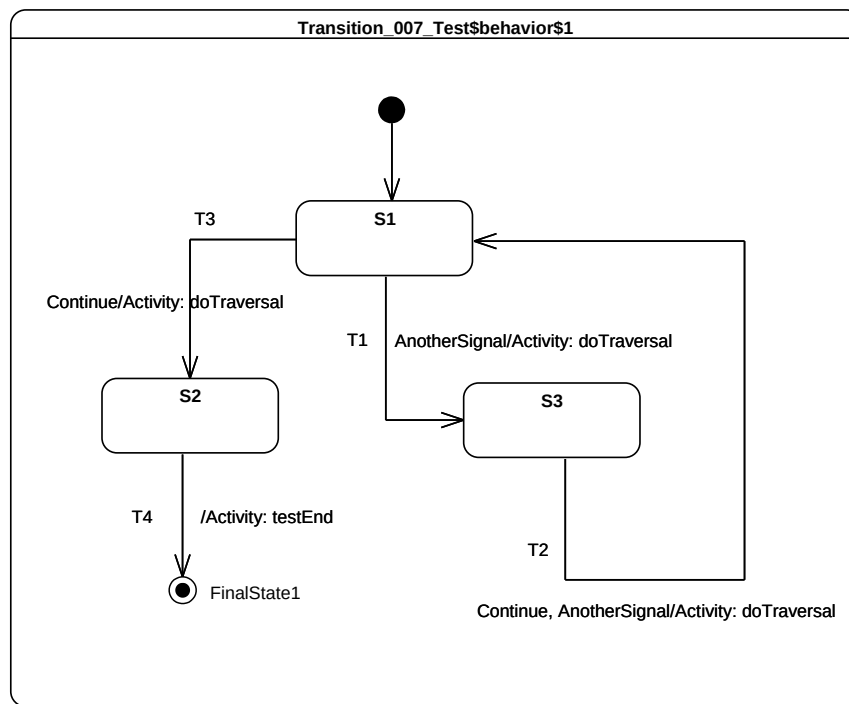 Transition_007_Test$behavior$1
T3
S1
Continue/Activity: doTraversal
T1
AnotherSignal/Activity: doTraversal
S2
S3
T4
/Activity: testEnd
T2
FinalState1
Continue, AnotherSignal/Activity: doTraversal